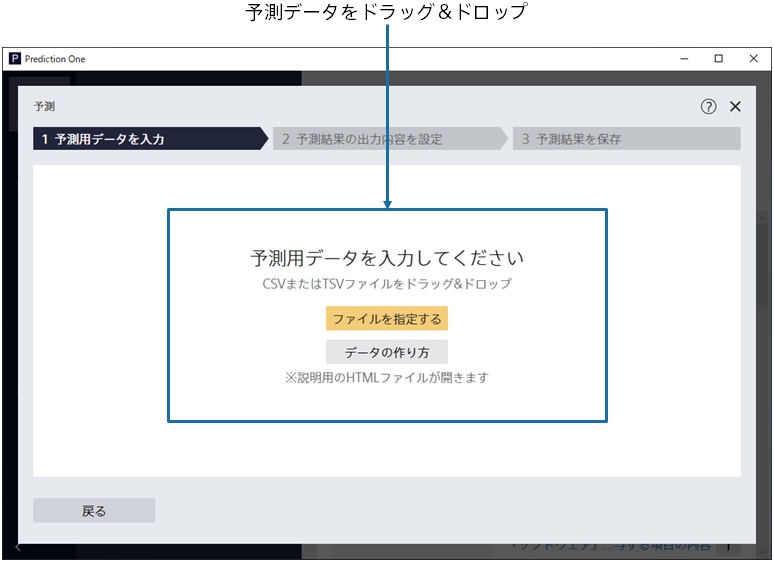 予測データをドラッグ＆ドロップ
Prediction One
予測
1 予測用データを入力
2 予測結果の出力内容を設定
3 予測結果を保存
予測用データを入力してください
CSVまたはTSVファイルをドラッグ&ドロップ
ファイルを指定する
データの作り方
※説明用のHTMLファイルが開きます
戻る